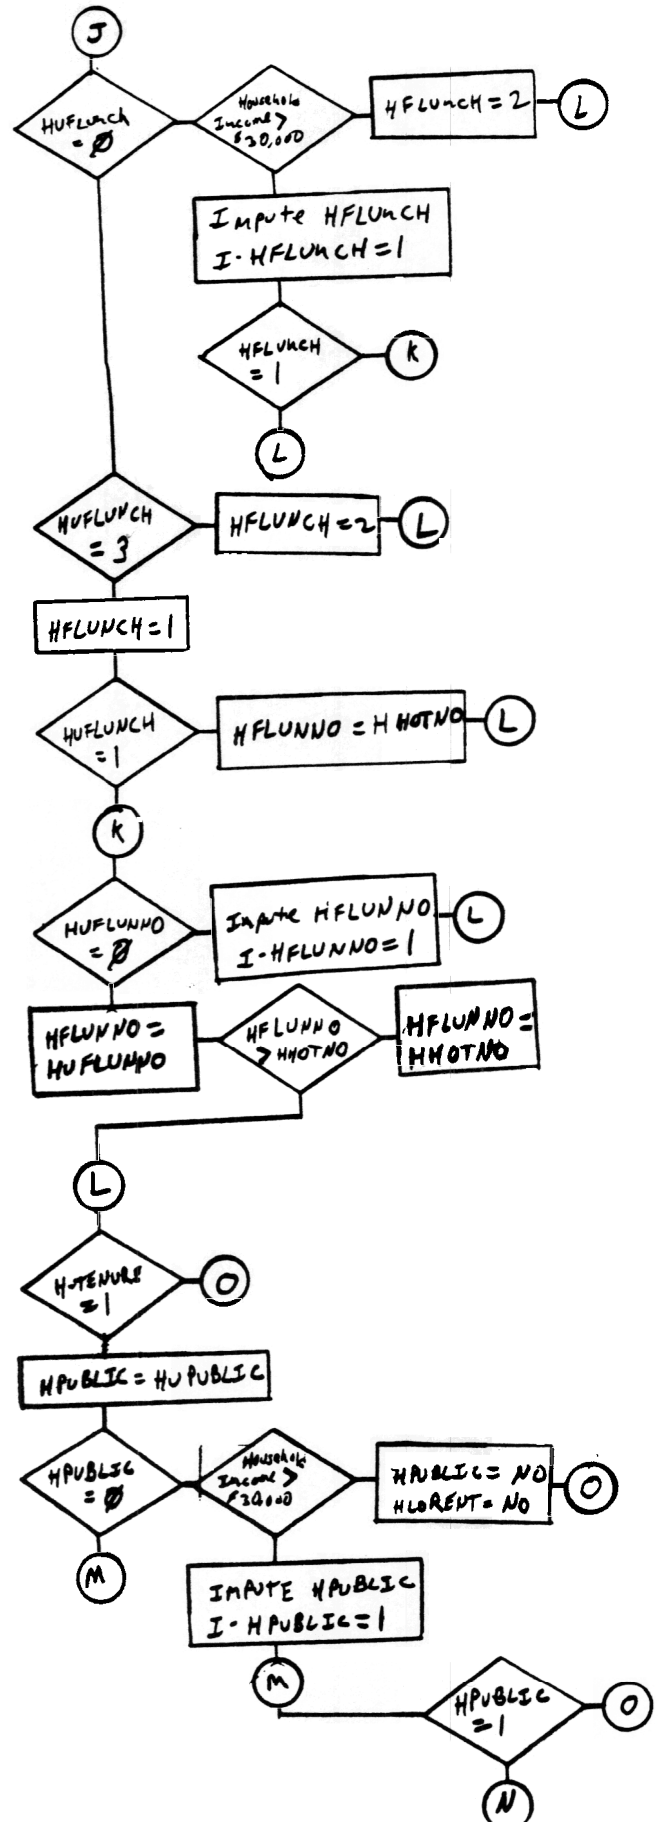 J
HUFLunch
= Ø
Household
Income >
$30,000
HFLUnCH = 2
L
Impute HFLUnCH
I-HFLUnCH = 1
HFLUnCH
= 1
K
L
HUFLUNCH
= 3
HFLUNCH = 2
L
HFLUNCH = 1
HUFLUNCH
= 1
HFLUNNO = HHOTNO
L
K
HUFLUNNO
= Ø
Impute HFLUNNO
I-HFLUNNO = 1
L
HFLUNNO =
HUFLUNNO
HFLUNNO
> HHOTNO
HFLUNNO =
HHOTNO
L
H-TENURE
= 1
O
HPUBLIC = HUPUBLIC
HPUBLIC
= Ø
Household
Income >
$30,000
HPUBLIC = NO
HLORENT = NO
O
M
IMPUTE HPUBLIC
I-HPUBLIC = 1
M
HPUBLIC
= 1
O
N